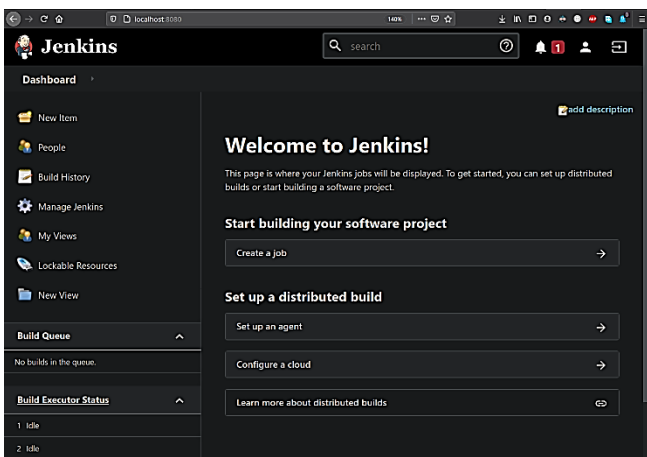 localhost:8080
140%
Jenkins
search
1
Dashboard
add description
New Item
People
Build History
Manage Jenkins
My Views
Lockable Resources
New View
Build Queue
No builds in the queue.
Build Executor Status
1 Idle
2 Idle
Welcome to Jenkins!
This page is where your Jenkins jobs will be displayed. To get started, you can set up distributed
builds or start building a software project.
Start building your software project
Create a job
Set up a distributed build
Set up an agent
Configure a cloud
Learn more about distributed builds